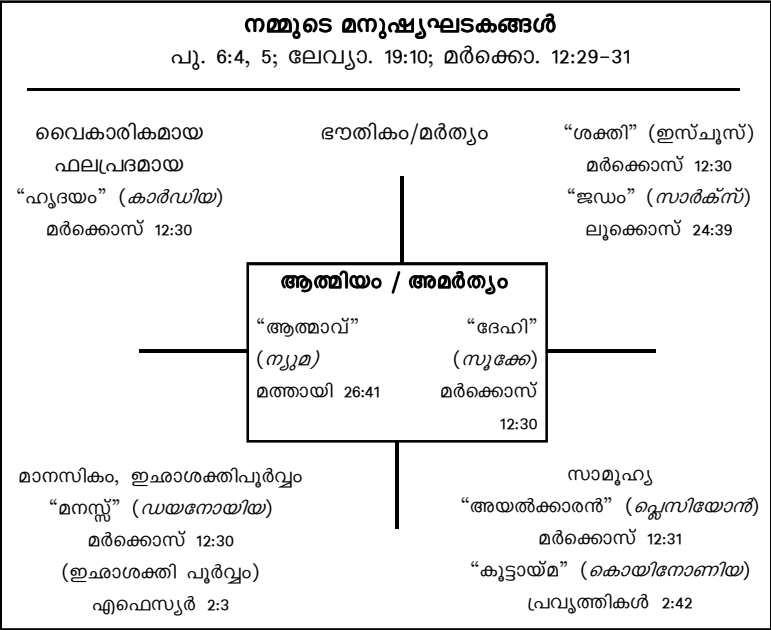 നമ്മുടെ മനുഷ്യഘടകങ്ങൾ
പു. 6:4, 5; ലേവ്യാ. 19:10; മർക്കൊ. 12:29-31
വൈകാരികമായ
ഫലപ്രദമായ
“ഹൃദയം” (കാർഡിയ)
മർക്കൊസ് 12:30
ഭൗതികം/മർത്യം
“ശക്തി” (ഇസ്ചൂസ്)
മർക്കൊസ് 12:30
“ജഡം” (സാർക്സ്)
ലൂക്കൊസ് 24:39
ആത്മിയം / അമർത്യം
“ആത്മാവ്”
(ന്യുമ)
മത്തായി 26:41
“ദേഹി”
(സൂക്കേ)
മർക്കൊസ്
12:30
മാനസികം, ഇഛാശക്തിപൂർവ്വം
“മനസ്സ്” (ഡയനോയിയ)
മർക്കൊസ് 12:30
(ഇഛാശക്തി പൂർവ്വം)
എഫെസ്യർ 2:3
സാമൂഹ്യ
“അയൽക്കാരൻ” (പ്ലെസിയോൻ)
മർക്കൊസ് 12:31
“കൂട്ടായ്മ” (കൊയിനോണിയ)
പ്രവൃത്തികൾ 2:42